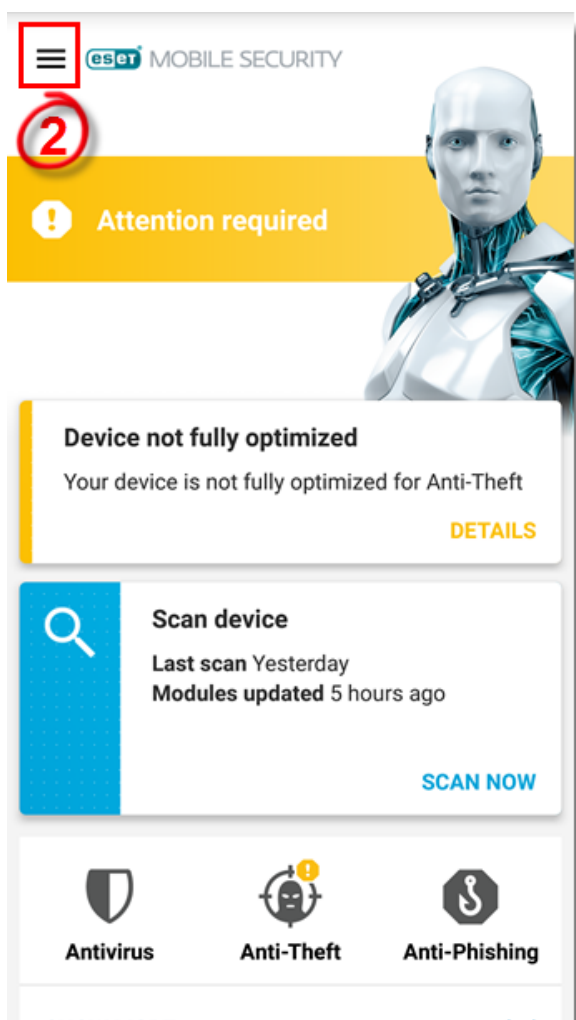 eset MOBILE SECURITY
2
Attention required
Device not fully optimized
Your device is not fully optimized for Anti-Theft
DETAILS
Scan device
Last scan Yesterday
Modules updated 5 hours ago
SCAN NOW
Antivirus Anti-Theft Anti-Phishing